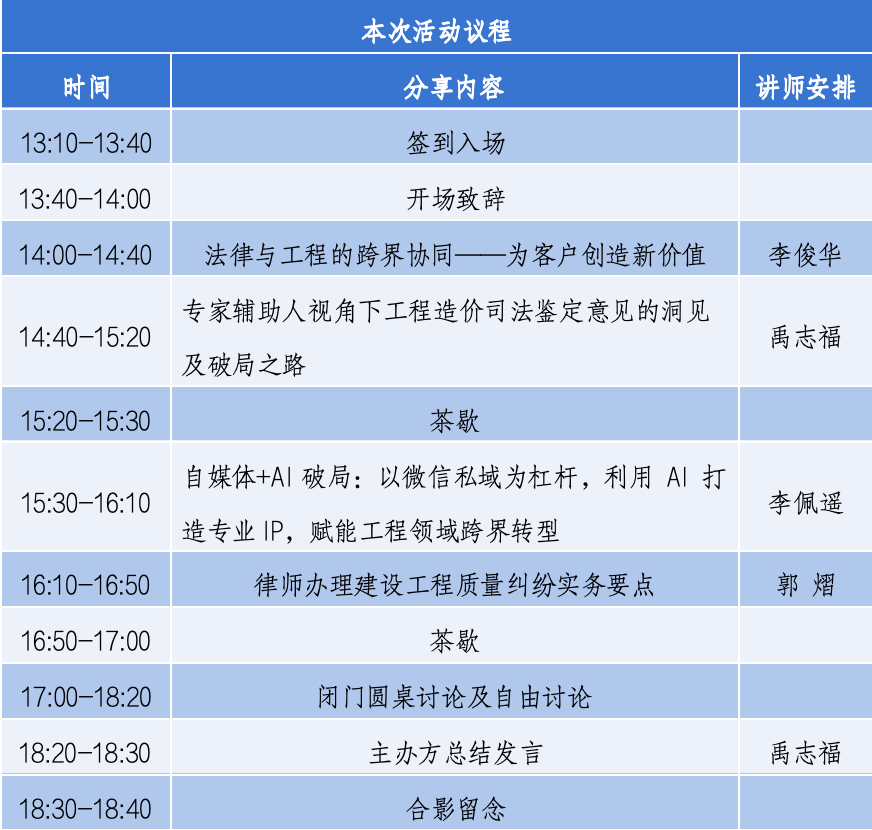 本次活动议程
时间 分享内容 讲师安排
13:10-13:40 签到入场
13:40-14:00 开场致辞
14:00-14:40 法律与工程的跨界协同——为客户创造新价值 李俊华
14:40-15:20 专家辅助人视角下工程造价司法鉴定意见的洞见
及破局之路 禹志福
15:20-15:30 茶歇
15:30-16:10 自媒体+AI 破局：以微信私域为杠杆，利用 AI 打
造专业 IP，赋能工程领域跨界转型 李佩遥
16:10-16:50 律师办理建设工程质量纠纷实务要点 郭 熠
16:50-17:00 茶歇
17:00-18:20 闭门圆桌讨论及自由讨论
18:20-18:30 主办方总结发言 禹志福
18:30-18:40 合影留念